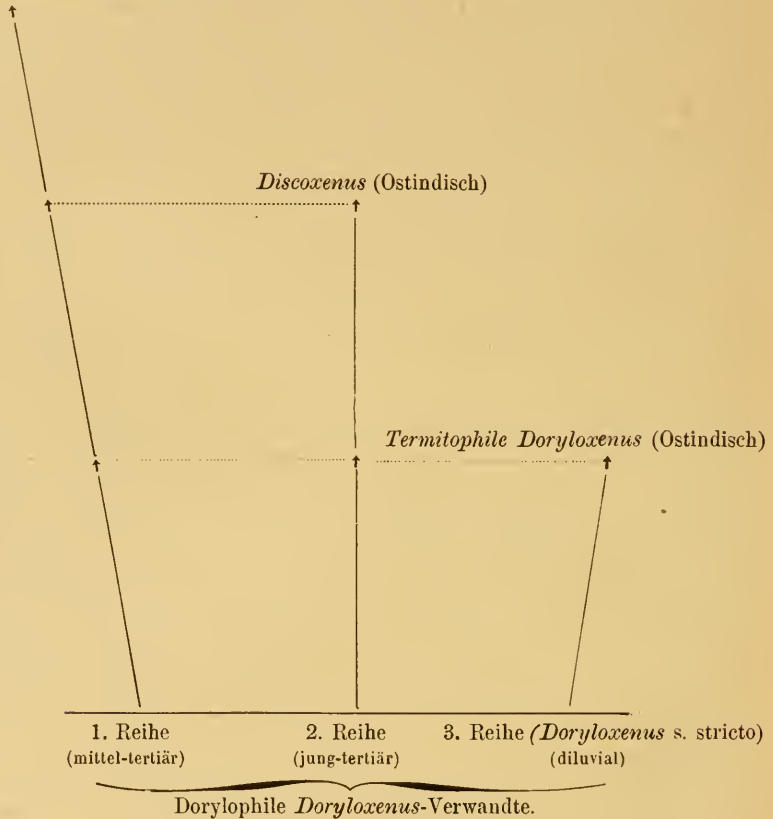 Discoxenus (Ostindisch)
Termitophile Doryloxenus (Ostindisch)
1. Reihe 2. Reihe 3. Reihe (Doryloxenus s. stricto)
(mittel-tertiär) (jung-tertiär) (diluvial)
Dorylophile Doryloxenus-Verwandte.